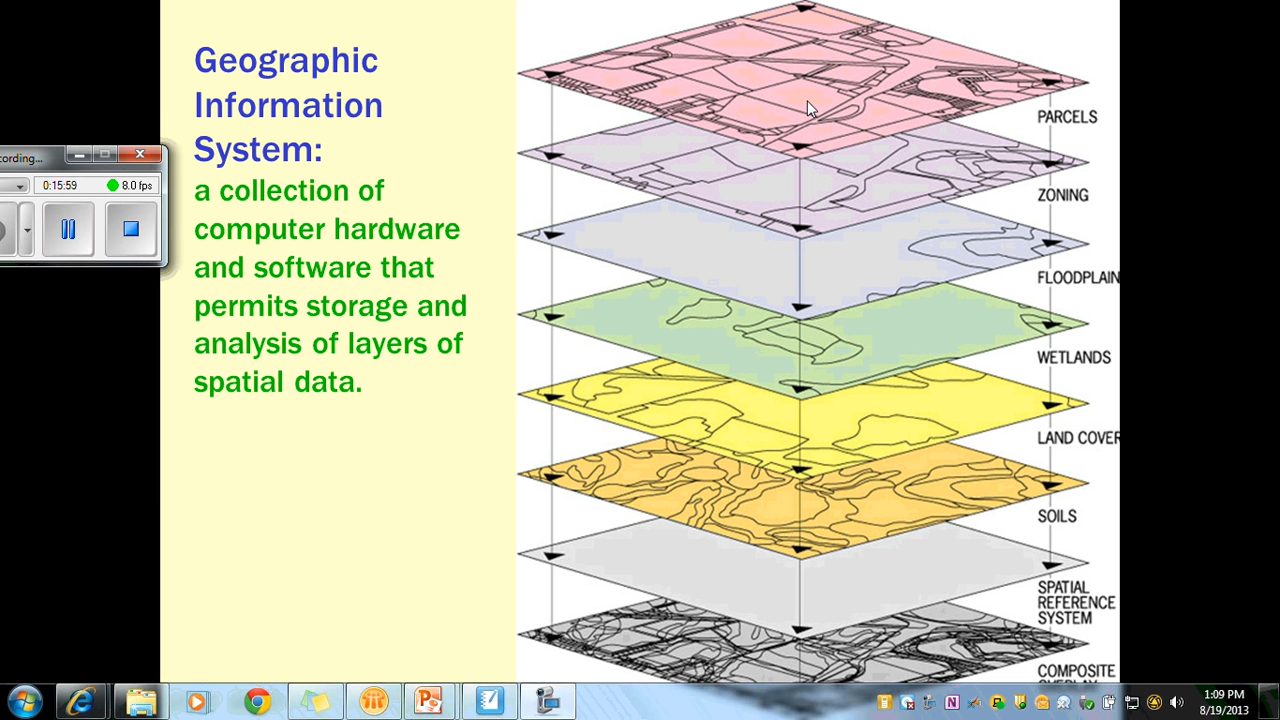 Geographic
Information
System:
a collection of
computer hardware
and software that
permits storage and
analysis of layers of
spatial data.
cording...
0:15:59
8.0 fps
PARCELS
ZONING
FLOODPLAIN
WETLANDS
LAND COVER
SOILS
SPATIAL
REFERENCE
SYSTEM
COMPOSITE
OVERLAY
1:09 PM
8/19/2013